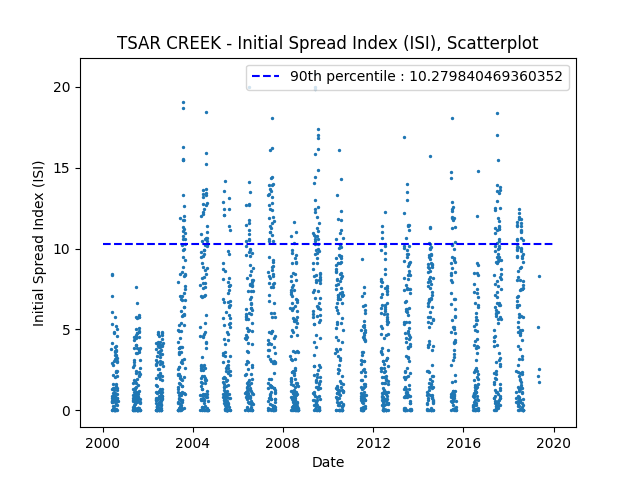 TSAR CREEK - Initial Spread Index (ISI), Scatterplot
90th percentile : 10.279840469360352
Initial Spread Index (ISI)
20
15
10
5
0
2000 2004 2008 2012 2016 2020
Date